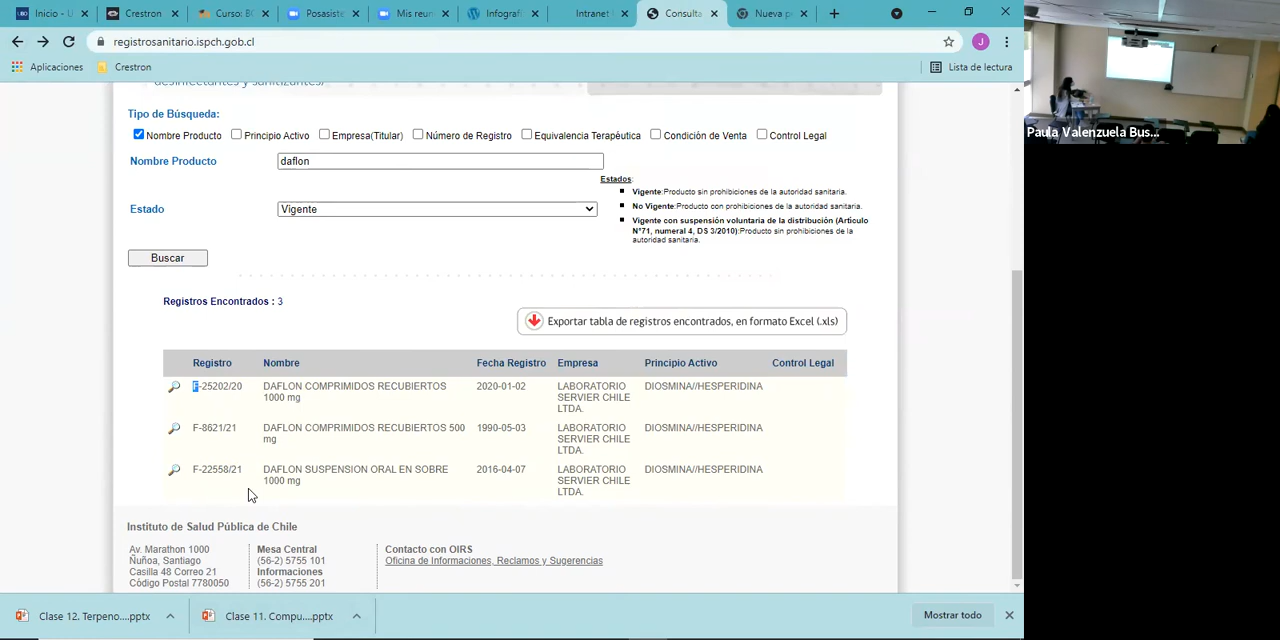 Inicio - U
Crestron
Curso: BC
Posasiste
Mis reun
Infografí
Intranet
Consulta
Nueva p
registrosanitario.ispch.gob.cl
J
Aplicaciones
Crestron
Lista de lectura
desinfectantes y sanitizantes/
Tipo de Búsqueda:
Nombre Producto Principio Activo Empresa(Titular) Número de Registro Equivalencia Terapéutica Condición de Venta Control Legal
Nombre Producto daflon
Estados:
Vigente:Producto sin prohibiciones de la autoridad sanitaria.
No Vigente:Producto con prohibiciones de la autoridad sanitaria.
Vigente con suspensión voluntaria de la distribución (Articulo
N°71, numeral 4, DS 3/2010):Producto sin prohibiciones de la
autoridad sanitaria.
Estado Vigente
Buscar
Registros Encontrados : 3
Exportar tabla de registros encontrados, en formato Excel (.xls)
Registro Nombre Fecha Registro Empresa Principio Activo Control Legal
F-25202/20 DAFLON COMPRIMIDOS RECUBIERTOS 2020-01-02 LABORATORIO DIOSMINA//HESPERIDINA
1000 mg SERVIER CHILE
LTDA.
F-8621/21 DAFLON COMPRIMIDOS RECUBIERTOS 500 1990-05-03 LABORATORIO DIOSMINA//HESPERIDINA
mg SERVIER CHILE
LTDA.
F-22558/21 DAFLON SUSPENSION ORAL EN SOBRE 2016-04-07 LABORATORIO DIOSMINA//HESPERIDINA
1000 mg SERVIER CHILE
LTDA.
Instituto de Salud Pública de Chile
Av. Marathon 1000 Mesa Central Contacto con OIRS
Ñuñoa, Santiago (56-2) 5755 101 Oficina de Informaciones, Reclamos y Sugerencias
Casilla 48 Correo 21 Informaciones
Código Postal 7780050 (56-2) 5755 201
Clase 12. Terpeno....pptx
Clase 11. Compu....pptx
Mostrar todo
Paula Valenzuela Bus...